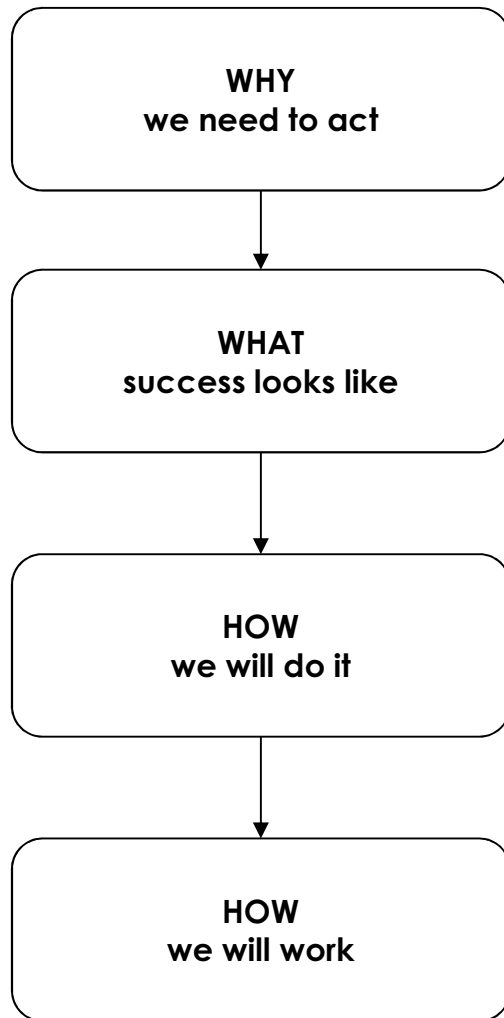 WHY
we need to act
WHAT
success looks like
HOW
we will do it
HOW
we will work